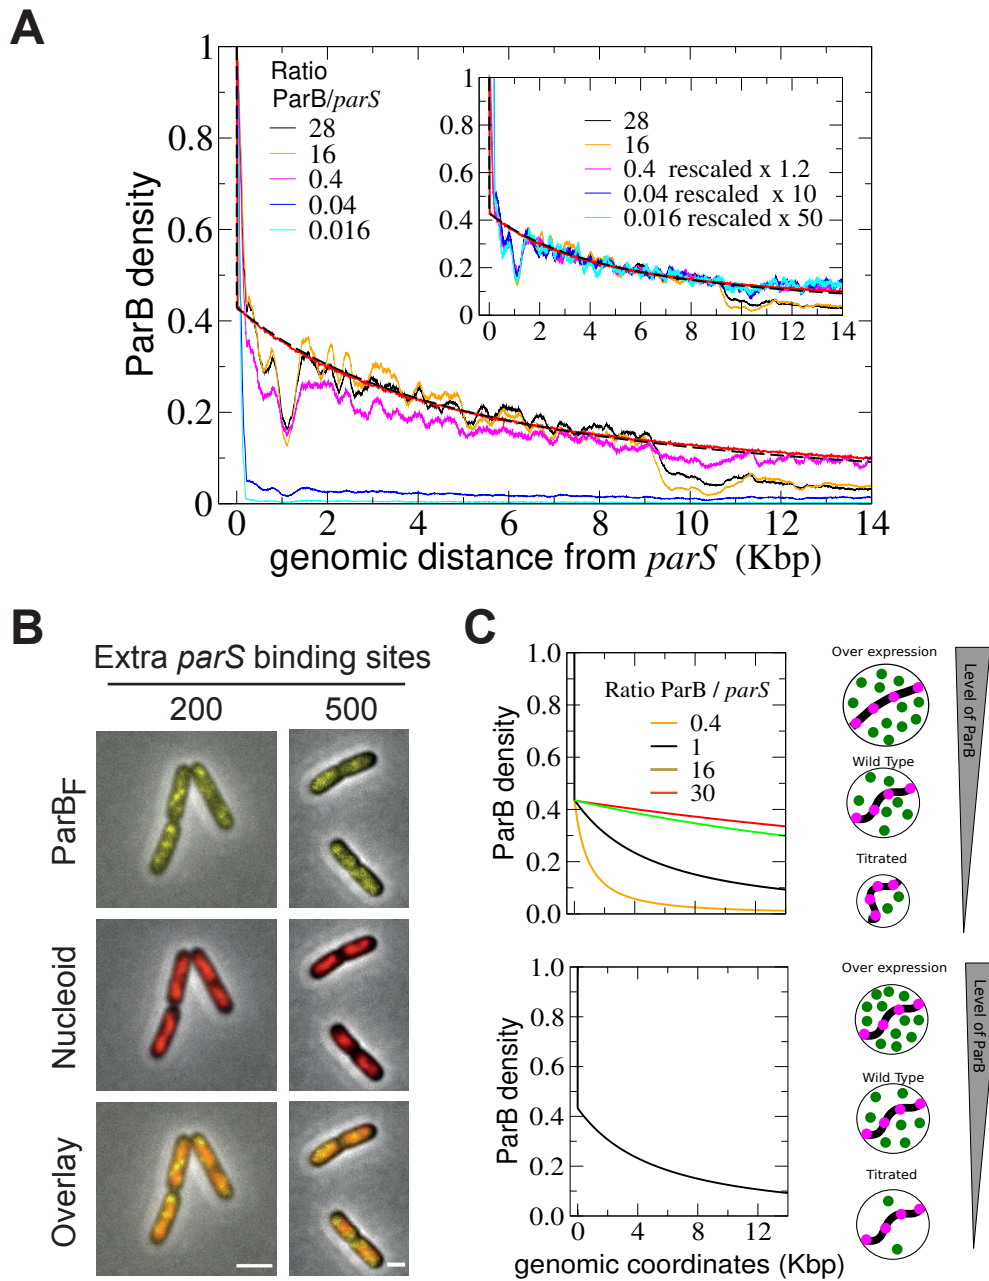 A
ParB density
1
0.8
0.6
0.4
0.2
0
0 2 4 6 8 10 12 14
genomic distance from parS (Kbp)
Ratio
ParB/parS
28
16
0.4
0.04
0.016
1
0.8
0.6
0.4
0.2
0
0 2 4 6 8 10 12 14
28
16
0.4 rescaled x 1.2
0.04 rescaled x 10
0.016 rescaled x 50
B
Extra parS binding sites
200 500
ParBF
Nucleoid
Overlay
C
ParB density
1.0
0.8
0.6
0.4
0.2
0.0
Ratio ParB / parS
0.4
1
16
30
Over expression
Wild Type
Titrated
Level of ParB
ParB density
1.0
0.8
0.6
0.4
0.2
0.0
0 4 8 12
genomic coordinates (Kbp)
Over expression
Wild Type
Titrated
Level of ParB